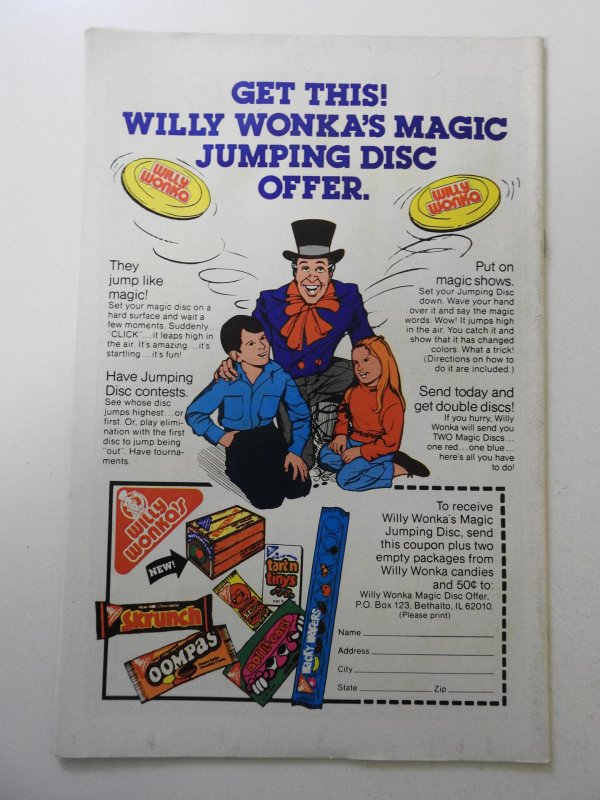 GET THIS!
WILLY WONKA'S MAGIC
JUMPING DISC
OFFER.
WILLY
WONKA
WILLY
WONKA
They
jump like
magic!
Set your magic disc on a
hard surface and wait a
few moments. Suddenly...
"CLICK"...it leaps high in
the air. It's amazing...it's
startling...it's fun!
Have Jumping
Disc contests.
See whose disc
jumps highest...or
first. Or, play elimi-
nation with the first
disc to jump being
"out". Have tourna-
ments.
Put on
magic shows.
Set your Jumping Disc
down. Wave your hand
over it and say the magic
words. Wow! It jumps high
in the air. You catch it and
show that it has changed
colors. What a trick!
(Directions on how to
do it are included.)
Send today and
get double discs!
If you hurry, Willy
Wonka will send you
TWO Magic Discs...
one red...one blue...
here's all you have
to do!
WILLY
WONKA'S
NEW!
tart n
tinys
Skrunch
OOMPAS
BOTTLE CAPS
WACKY WAFERS
To receive
Willy Wonka's Magic
Jumping Disc, send
this coupon plus two
empty packages from
Willy Wonka candies
and 50¢ to:
Willy Wonka Magic Disc Offer,
P.O. Box 123, Bethalto, IL 62010.
(Please print)
Name
Address
City
State Zip